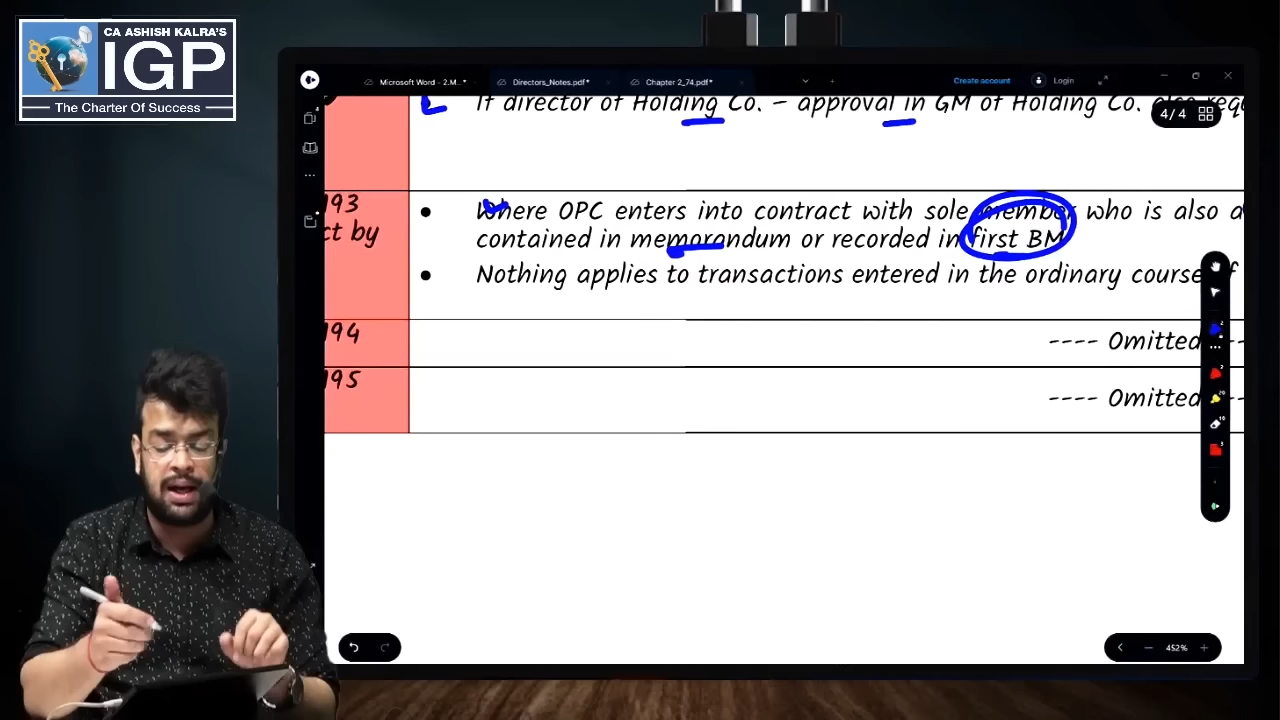 CA ASHISH KALRA'S
IGP
The Charter Of Success
Microsoft Word - 2.M...*
Directors_Notes.pdf*
Chapter 2_74.pdf*
Create account
Login
If director of Holding Co. – approval in GM of Holding Co. also
4/4
193
ct by
• Where OPC enters into contract with sole member who is also
contained in memorandum or recorded in first BM
• Nothing applies to transactions entered in the ordinary course
194
---- Omitted
195
---- Omitted
452%